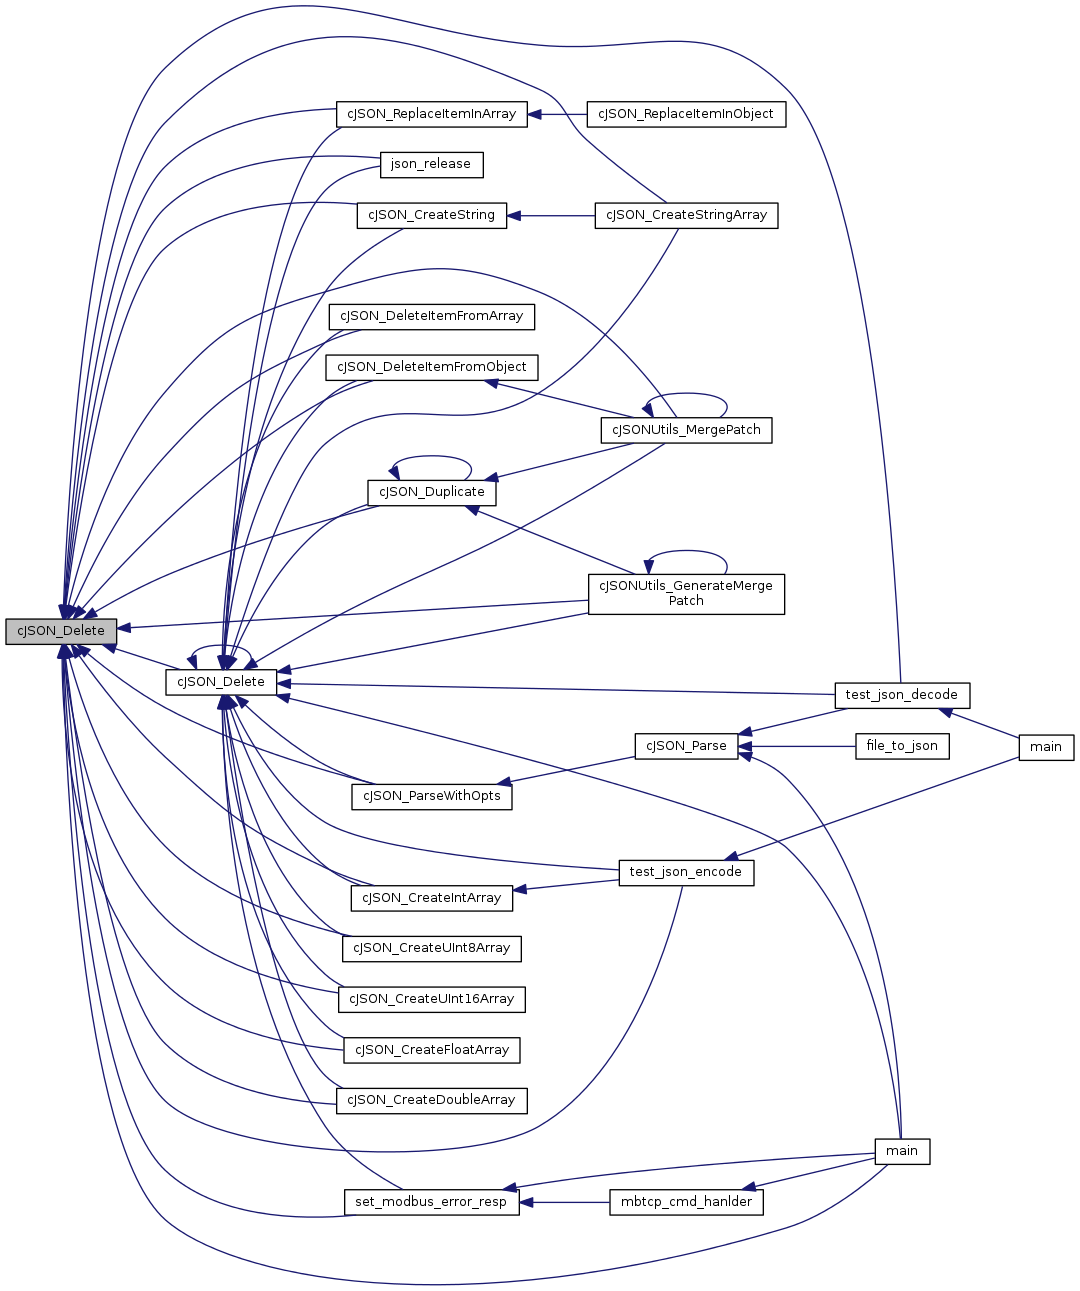 cJSON_ReplaceItemInArray
cJSON_ReplaceItemInObject
json_release
cJSON_CreateString
cJSON_CreateStringArray
cJSON_DeleteItemFromArray
cJSON_DeleteItemFromObject
cJSONUtils_MergePatch
cJSON_Duplicate
cJSONUtils_GenerateMerge
Patch
cJSON_Delete
cJSON_Delete
test_json_decode
cJSON_Parse
file_to_json
main
cJSON_ParseWithOpts
test_json_encode
cJSON_CreateIntArray
cJSON_CreateUInt8Array
cJSON_CreateUInt16Array
cJSON_CreateFloatArray
cJSON_CreateDoubleArray
main
set_modbus_error_resp
mbtcp_cmd_hanlder